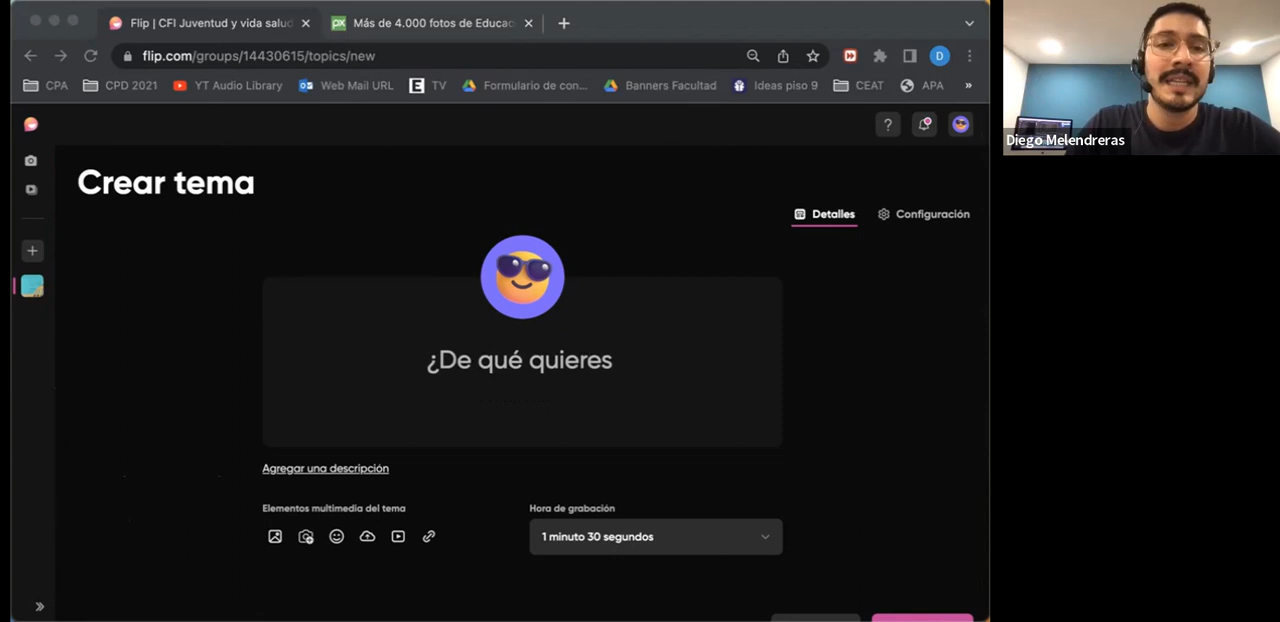 Flip | CFI Juventud y vida salud
Más de 4.000 fotos de Educac
flip.com/groups/14430615/topics/new
D
CPA
CPD 2021
YT Audio Library
Web Mail URL
E
TV
Formulario de con...
Banners Facultad
Ideas piso 9
CEAT
APA
»
?
Crear tema
Detalles
Configuración
¿De qué quieres
Agregar una descripción
Elementos multimedia del tema
Hora de grabación
1 minuto 30 segundos
Diego Melendreras